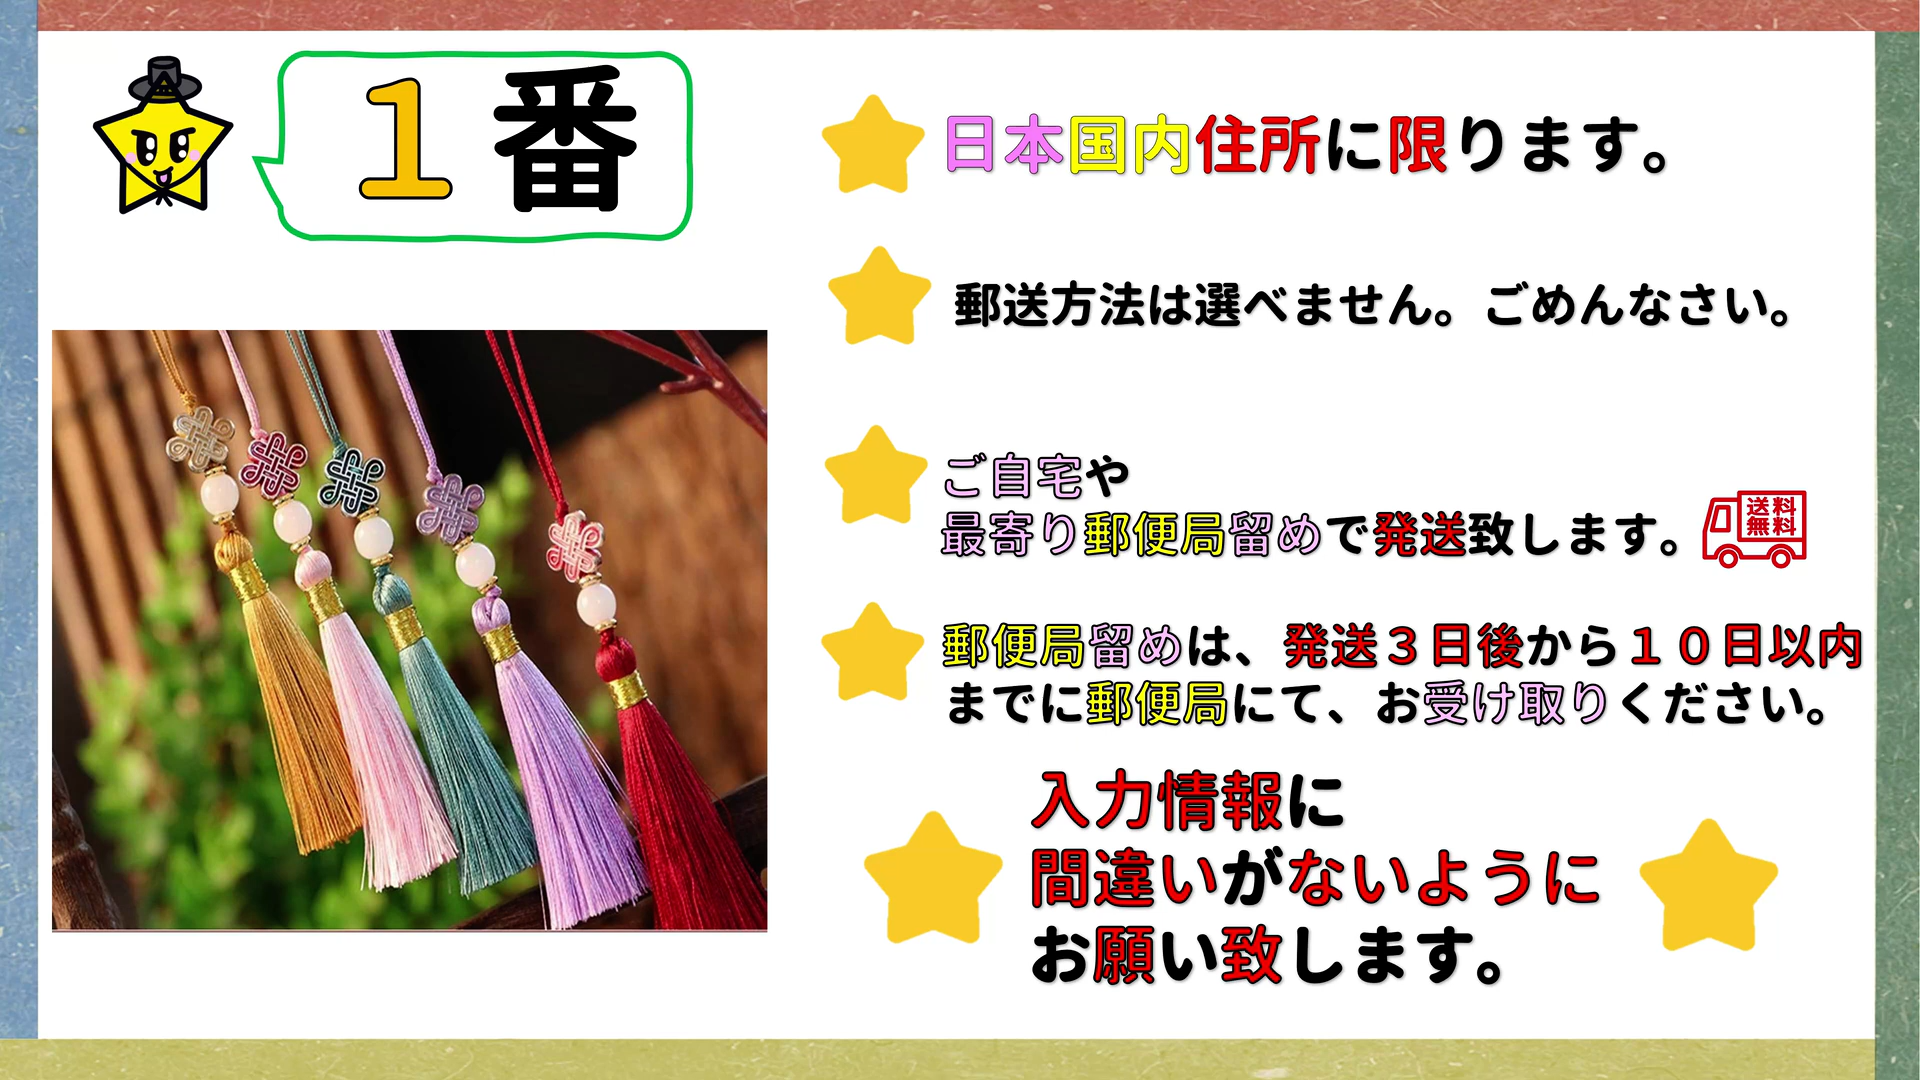 １番
日本国内住所に限ります。
郵送方法は選べません。ごめんなさい。
ご自宅や
最寄り郵便局留めで発送致します。
送料
無料
郵便局留めは、発送３日後から１０日以内
までに郵便局にて、お受け取りください。
入力情報に
間違いがないように
お願い致します。